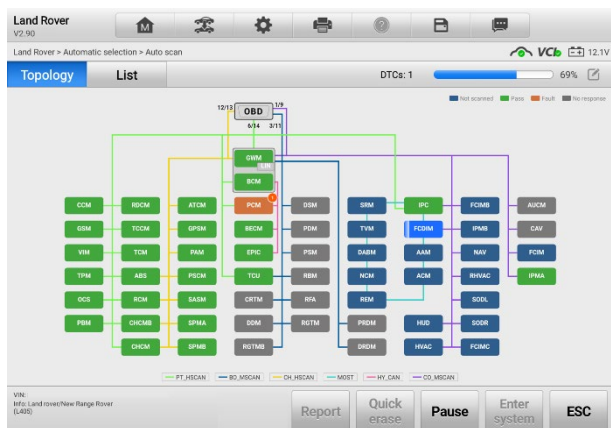 Land Rover
V2.90
M
?
Land Rover > Automatic selection > Auto scan
VCI
12.1V
Topology
List
DTCs: 1
69%
Not scanned Pass Fault No response
12/13 OBD 1/9
6/14 3/11
GWM
LIN
BCM
CCM RDCM ATCM PCM 1 DSM SRM IPC FCIMB AUCM
GSM TCCM GPSM BECM PDM TVM FCDIM IPMB CAV
VIM TCM PAM EPIC PSM DABM AAM NAV FCIM
TPM ABS PSCM TCU RBM NCM ACM RHVAC IPMA
OCS RCM SASM CRTM RFA REM SODL
PBM CHCMB SPMA DDM RGTM PRDM HUD SODR
CHCM SPMB RGTMB DRDM HVAC FCIMC
PT_HSCAN BO_MSCAN CH_HSCAN MOST HY_CAN CO_MSCAN
VIN:
Info: Land rover/New Range Rover
(L405)
Report
Quick
erase
Pause
Enter
system
ESC